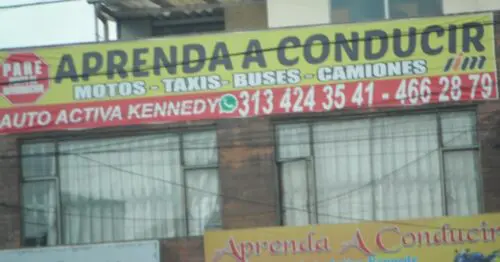 PARE
APRENDA A CONDUCIR
MOTOS - TAXIS - BUSES - CAMIONES
AUTO ACTIVA KENNEDY 313 424 35 41 - 466 28 79
Aprenda A Conducir